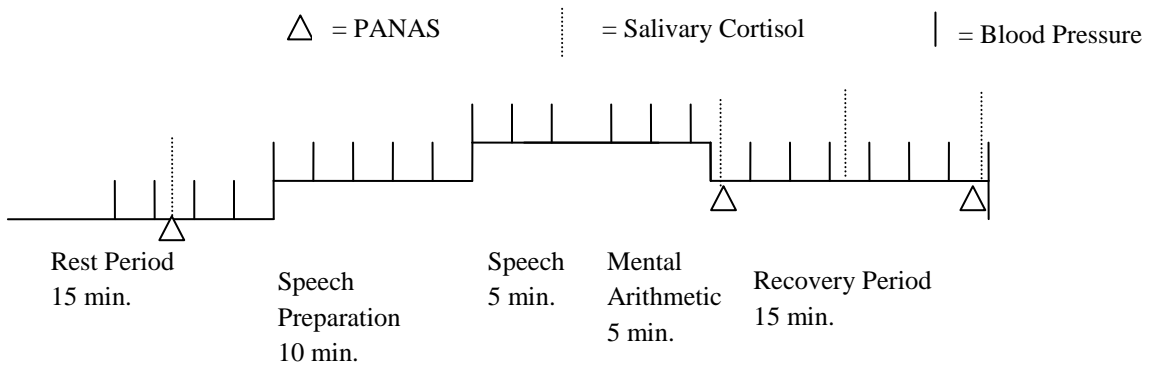 = PANAS
= Salivary Cortisol
= Blood Pressure
Rest Period
15 min.
Speech
Preparation
10 min.
Speech
5 min.
Mental
Arithmetic
5 min.
Recovery Period
15 min.